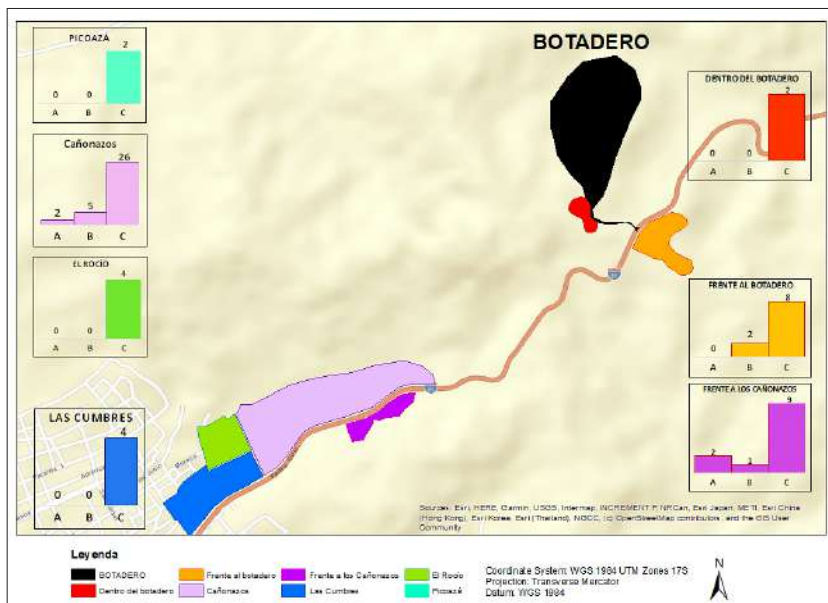 PICOAZÁ
2
0 0
A B C
Cañonazos
26
5
2
A B C
EL ROCÍO
4
0 0
A B C
LAS CUMBRES
4
0 0
A B C
BOTADERO
DENTRO DEL BOTADERO
2
0 0
A B C
FRENTE AL BOTADERO
8
2
0
A B C
FRENTE A LOS CAÑONAZOS
9
2
1
A B C
Sources: Esri, HERE, Garmin, USGS, Intermap, INCREMENT P, NRCan, Esri Japan, METI, Esri China
(Hong Kong), Esri Korea, Esri (Thailand), NGCC, (c) OpenStreetMap contributors, and the GIS User
Community
Leyenda
BOTADERO
Frente al botadero
Frente a los Cañonazos
El Rocío
Dentro del botadero
Cañonazos
Las Cumbres
Picoazá
Coordinate System: WGS 1984 UTM Zones 17S
Projection: Transverse Mercator
Datum: WGS 1984
N